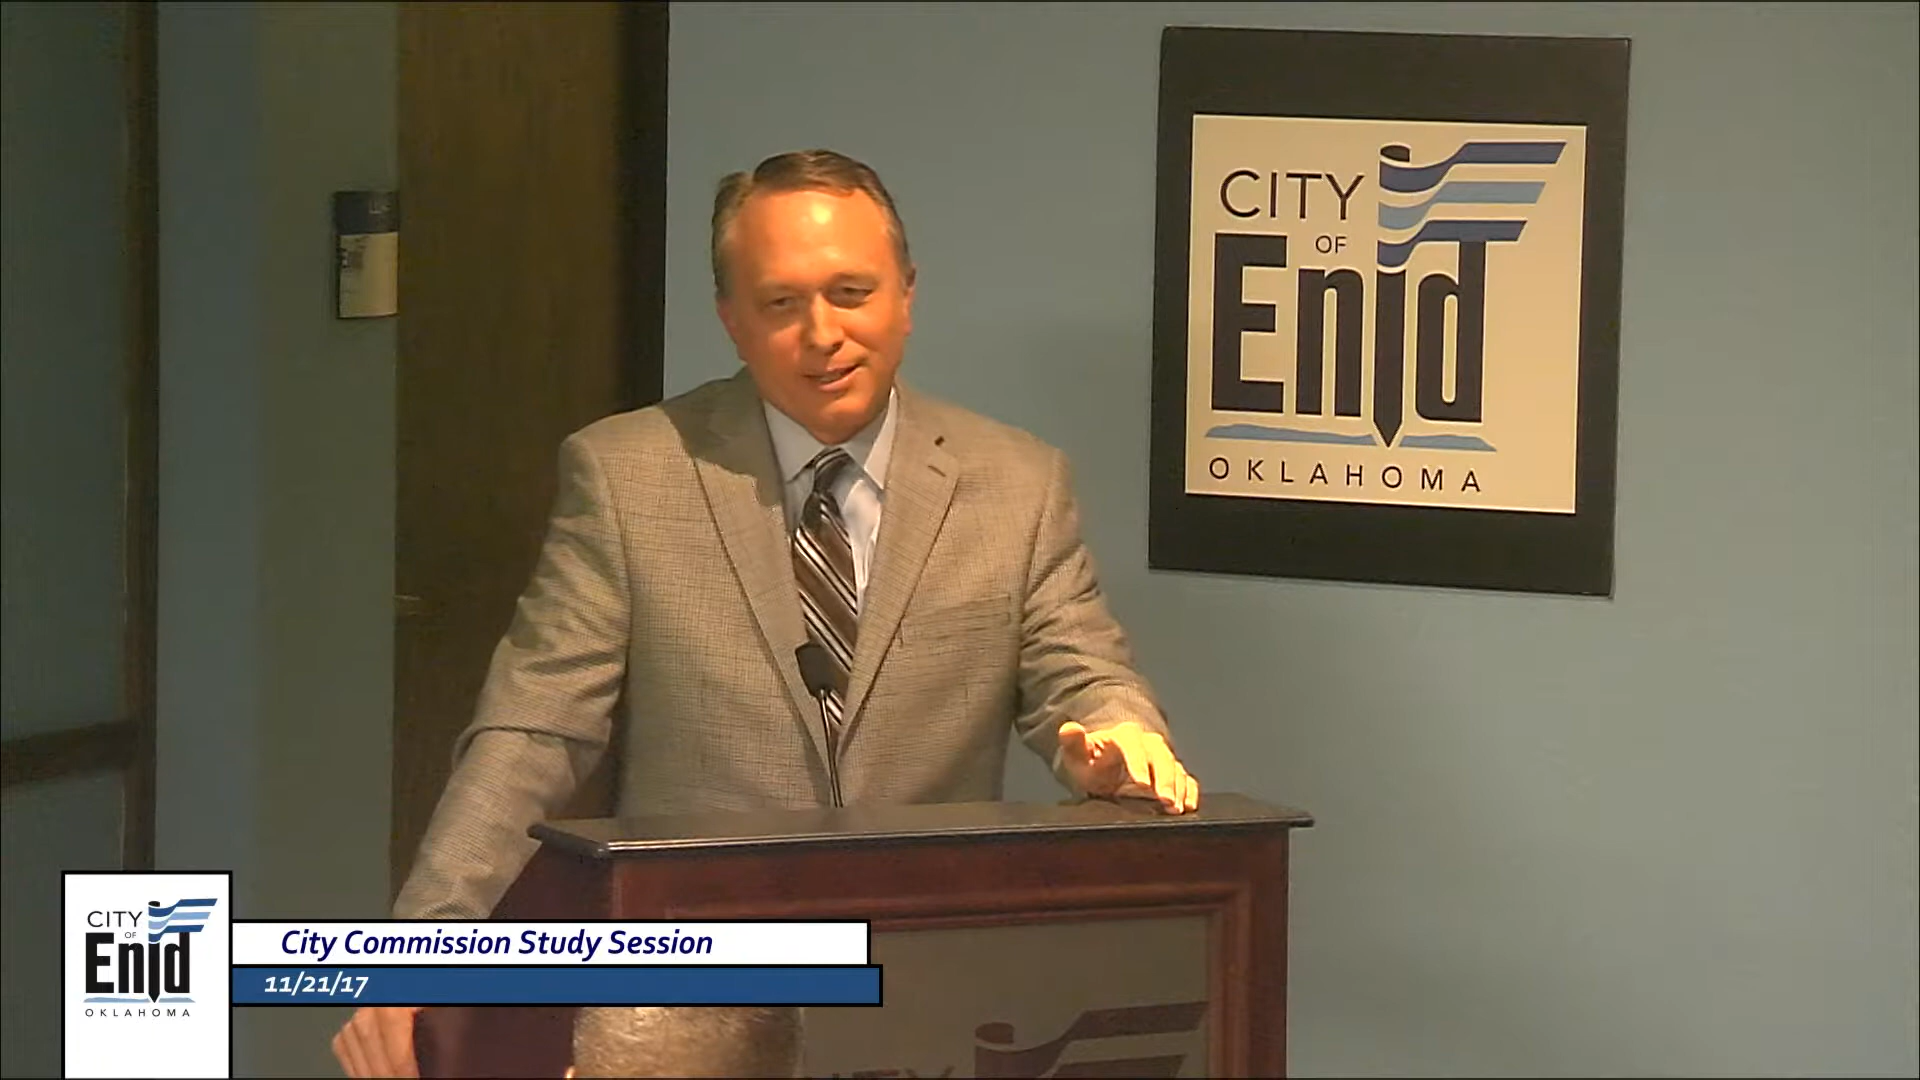 CITY
OF
Enid
OKLAHOMA
CITY
OF
Enid
OKLAHOMA
City Commission Study Session
11/21/17